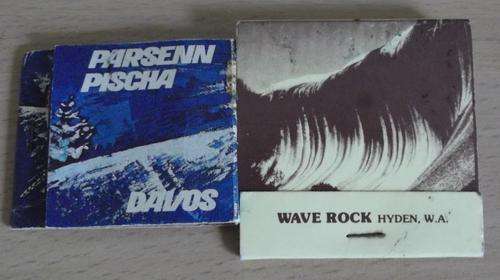 PARSENN
PISCHA
DAVOS
WAVE ROCK HYDEN, W.A.